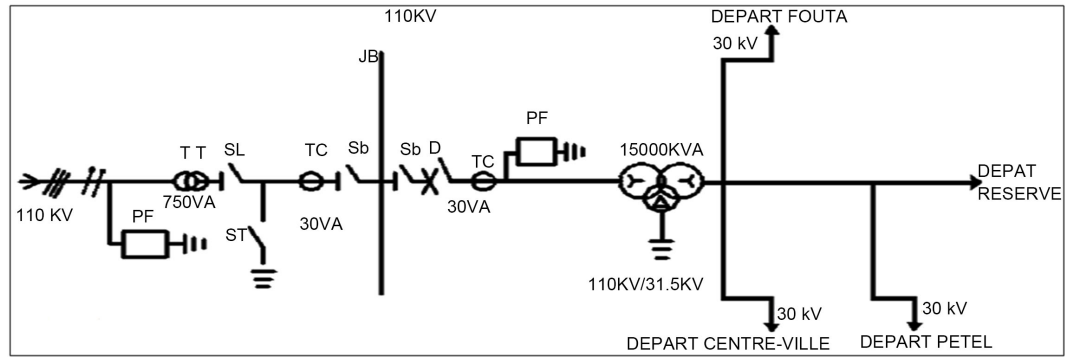 110KV
DEPART FOUTA
30 kV
JB
PF
T T
SL
TC
Sb
Sb
D
TC
15000KVA
DEPAT
RESERVE
110 KV
750VA
PF
ST
30VA
30VA
110KV/31.5KV
30 kV
30 kV
DEPART CENTRE-VILLE
DEPART PETEL